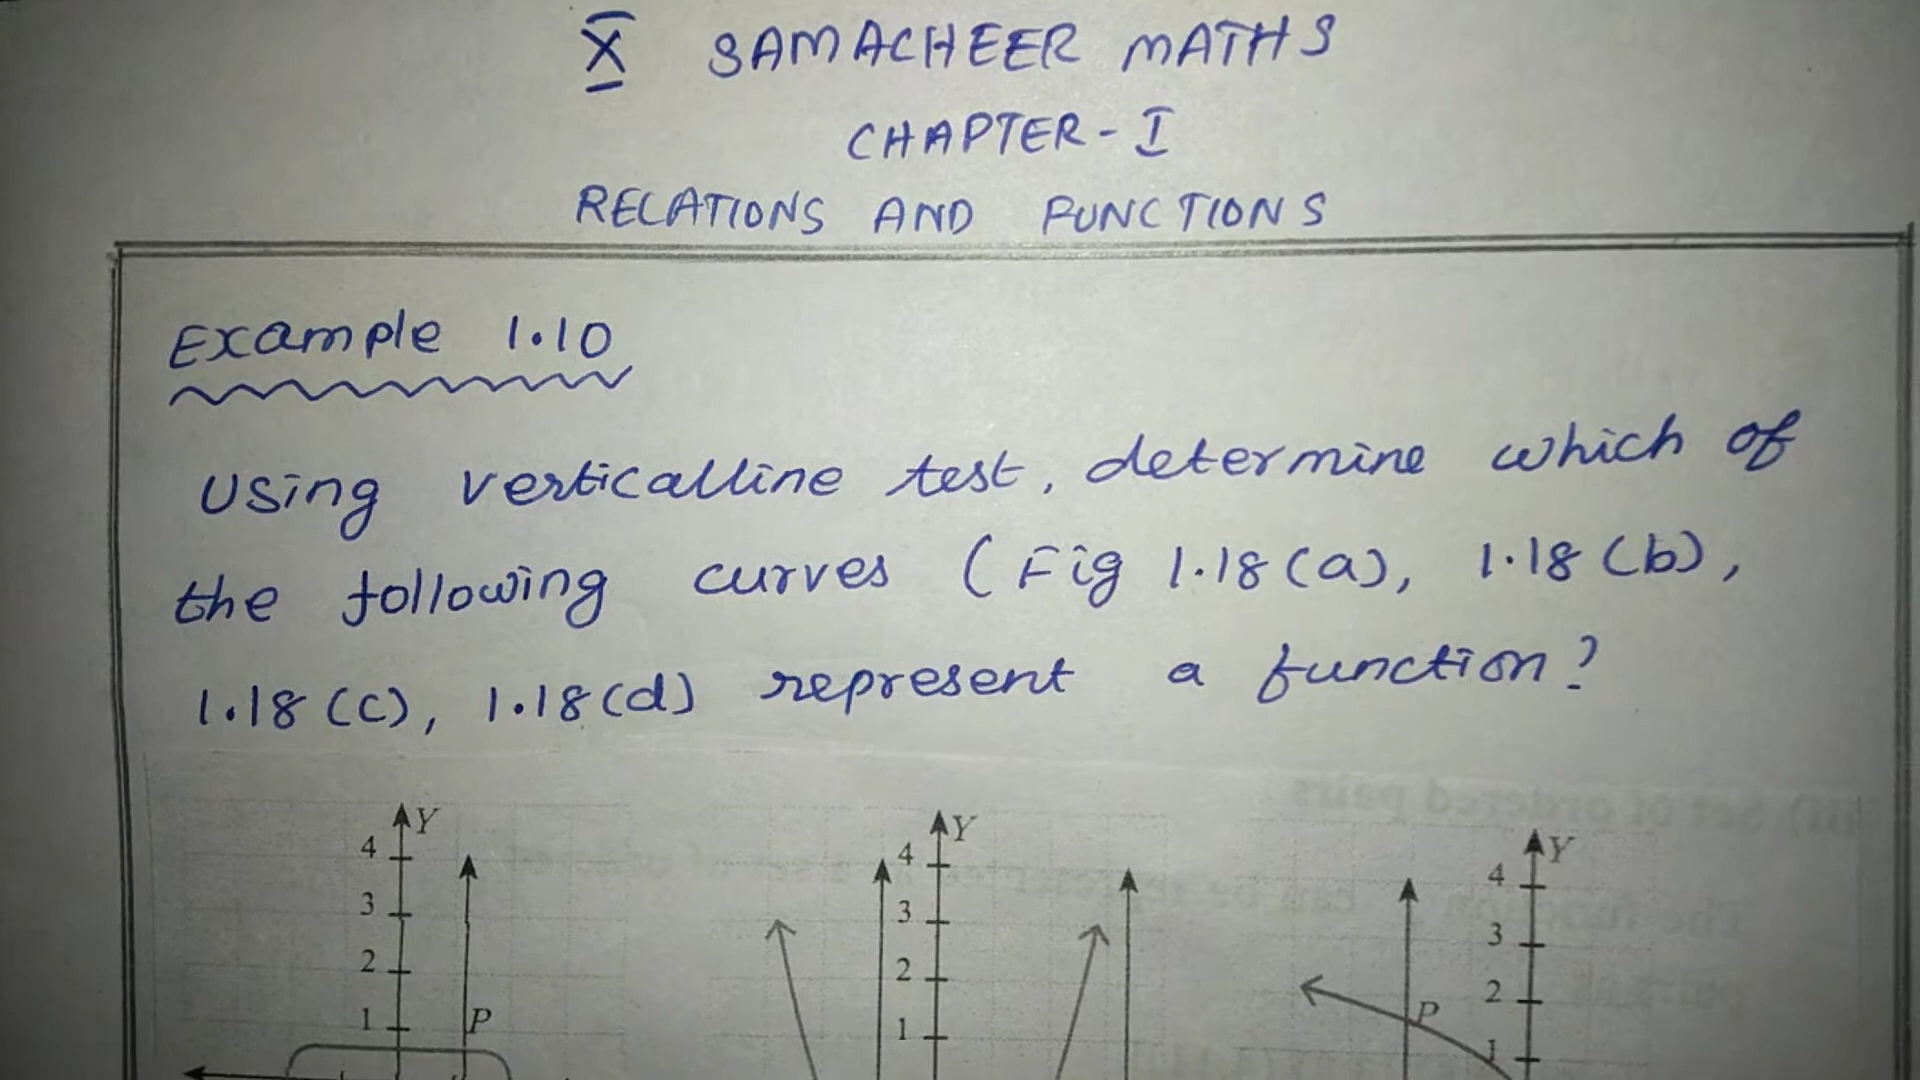 X SAMACHEER MATHS
CHAPTER-I
RELATIONS AND FUNCTIONS
Example 1.10
Using verticalline test, determine which of
the following curves (Fig 1.18(a), 1.18(b),
1.18(c), 1.18(d) represent a function?
Y Y Y
4 4 4
3 3 3
2 2 2
1 P 1 P 1